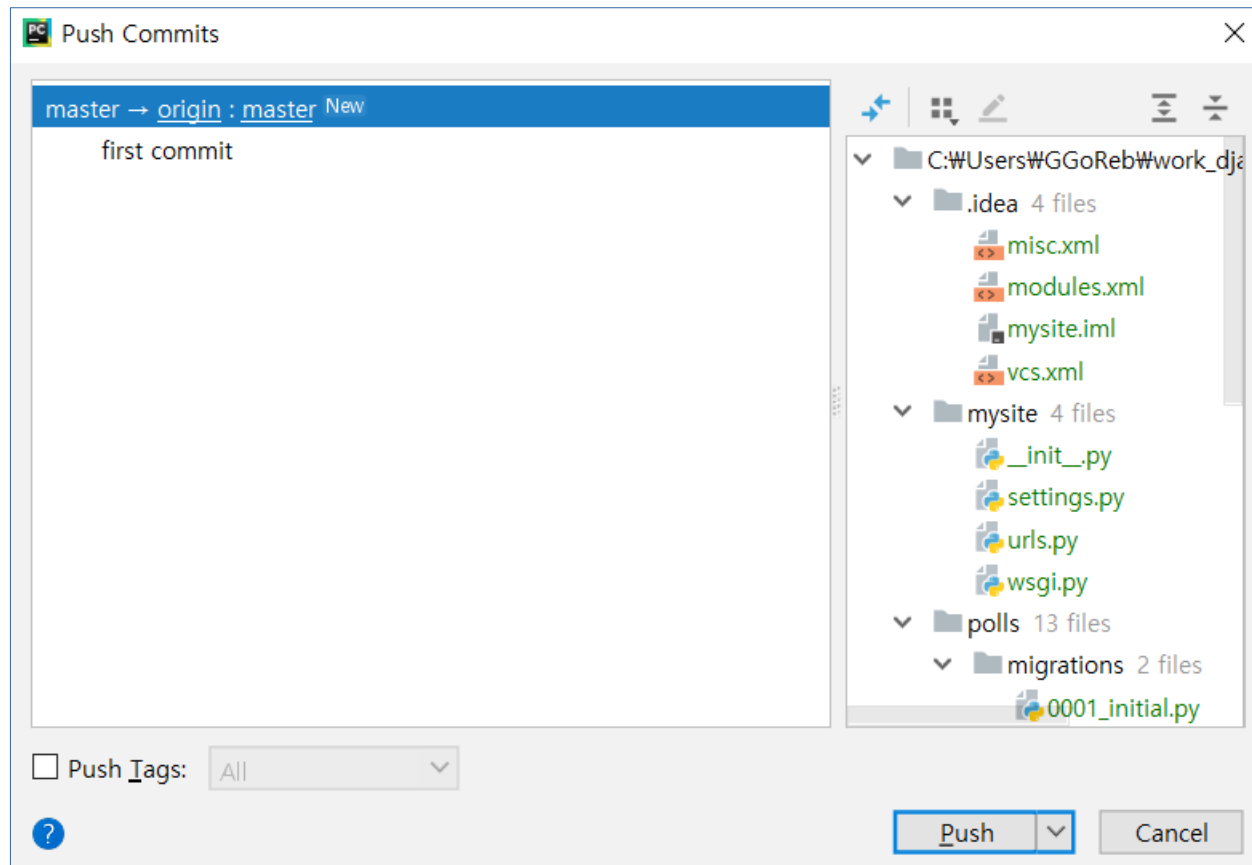 Push Commits
master → origin : master New
first commit
C:₩Users₩GGoReb₩work_dja
.idea 4 files
misc.xml
modules.xml
mysite.iml
vcs.xml
mysite 4 files
__init__.py
settings.py
urls.py
wsgi.py
polls 13 files
migrations 2 files
0001_initial.py
Push Tags: All
? Push Cancel